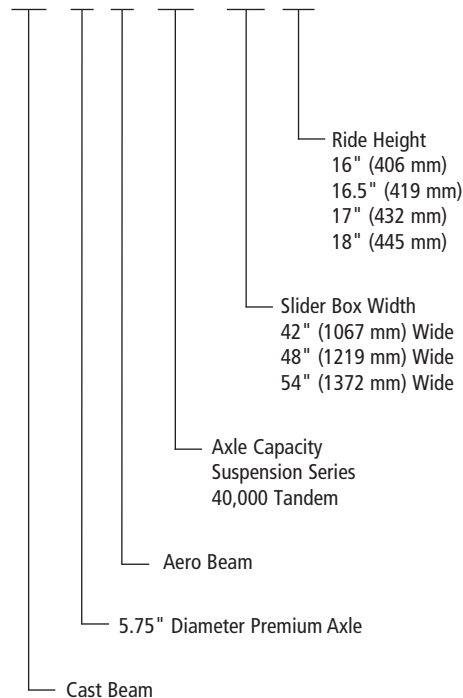 Ride Height
16" (406 mm)
16.5" (419 mm)
17" (432 mm)
18" (445 mm)
Slider Box Width
42" (1067 mm) Wide
48" (1219 mm) Wide
54" (1372 mm) Wide
Axle Capacity
Suspension Series
40,000 Tandem
Aero Beam
5.75" Diameter Premium Axle
Cast Beam